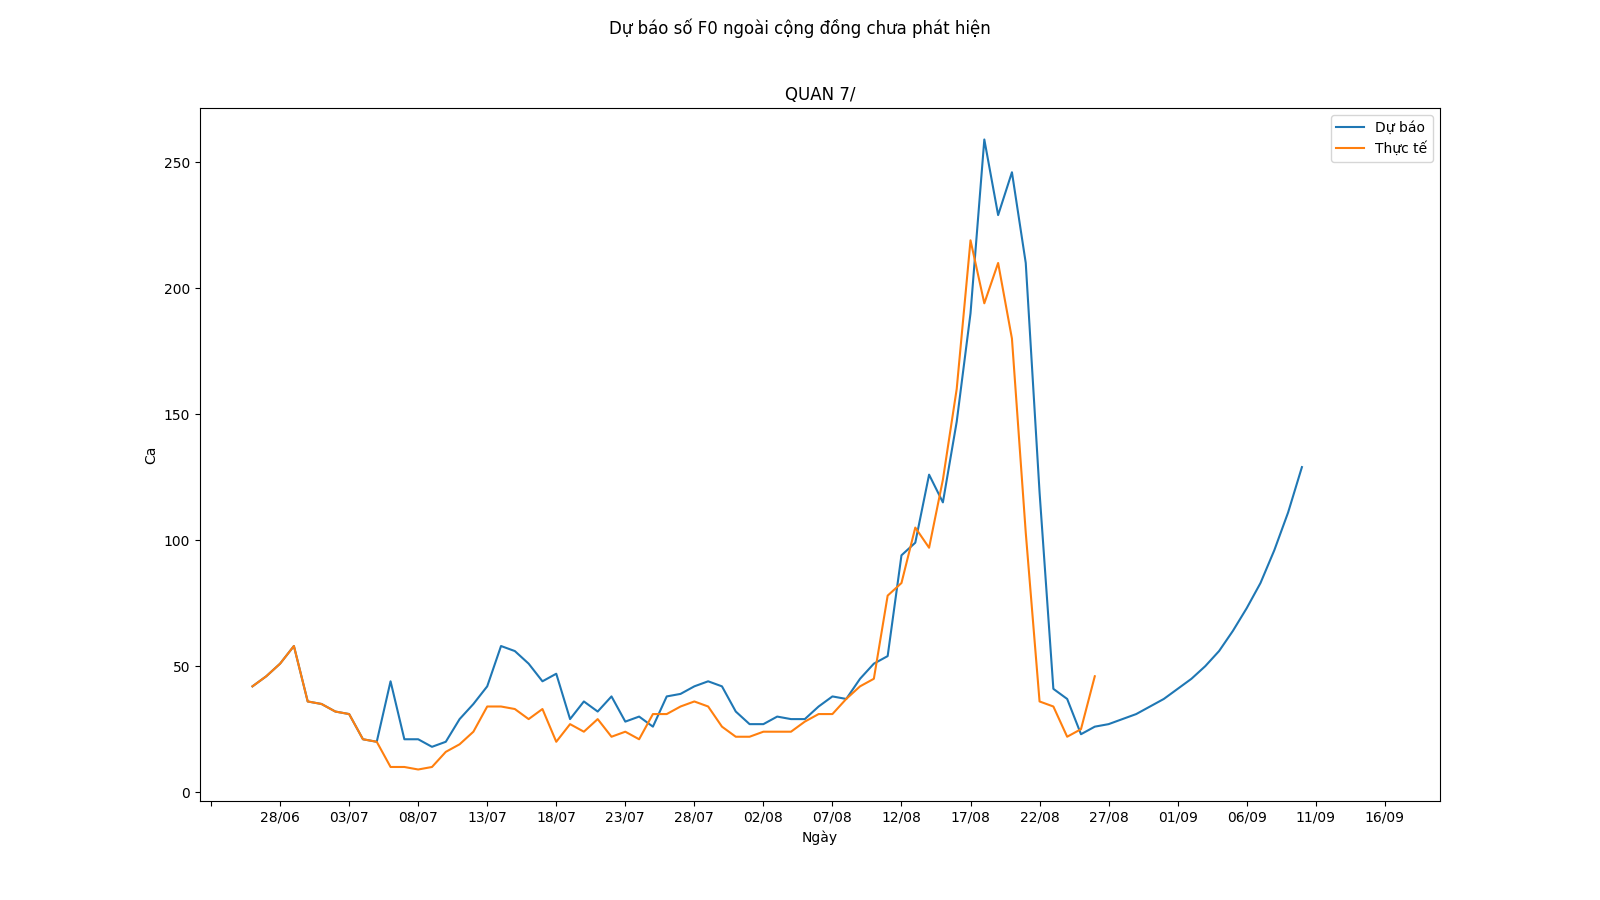 Dự báo số F0 ngoài cộng đồng chưa phát hiện
QUAN 7/
Dự báo
Thực tế
250
200
150
100
50
0
Ca
28/06 03/07 08/07 13/07 18/07 23/07 28/07 02/08 07/08 12/08 17/08 22/08 27/08 01/09 06/09 11/09 16/09
Ngày